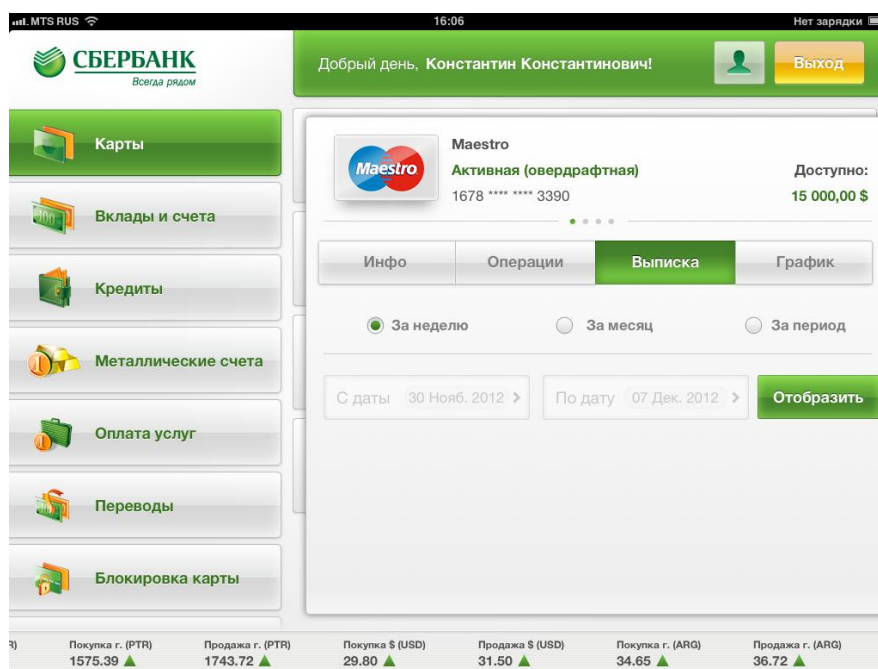 MTS RUS
16:06
Нет зарядки
СБЕРБАНК
Всегда рядом
Добрый день, Константин Константинович!
Выход
Карты
Вклады и счета
Кредиты
Металлические счета
Оплата услуг
Переводы
Блокировка карты
Maestro
Maestro
Активная (овердрафтная)
1678 **** **** 3390
Доступно:
15 000,00 $
Инфо
Операции
Выписка
График
За неделю
За месяц
За период
С даты 30 Нояб. 2012
По дату 07 Дек. 2012
Отобразить
Покупка г. (PTR)
1575.39
Продажа г. (PTR)
1743.72
Покупка $ (USD)
29.80
Продажа $ (USD)
31.50
Покупка г. (ARG)
34.65
Продажа г. (ARG)
36.72